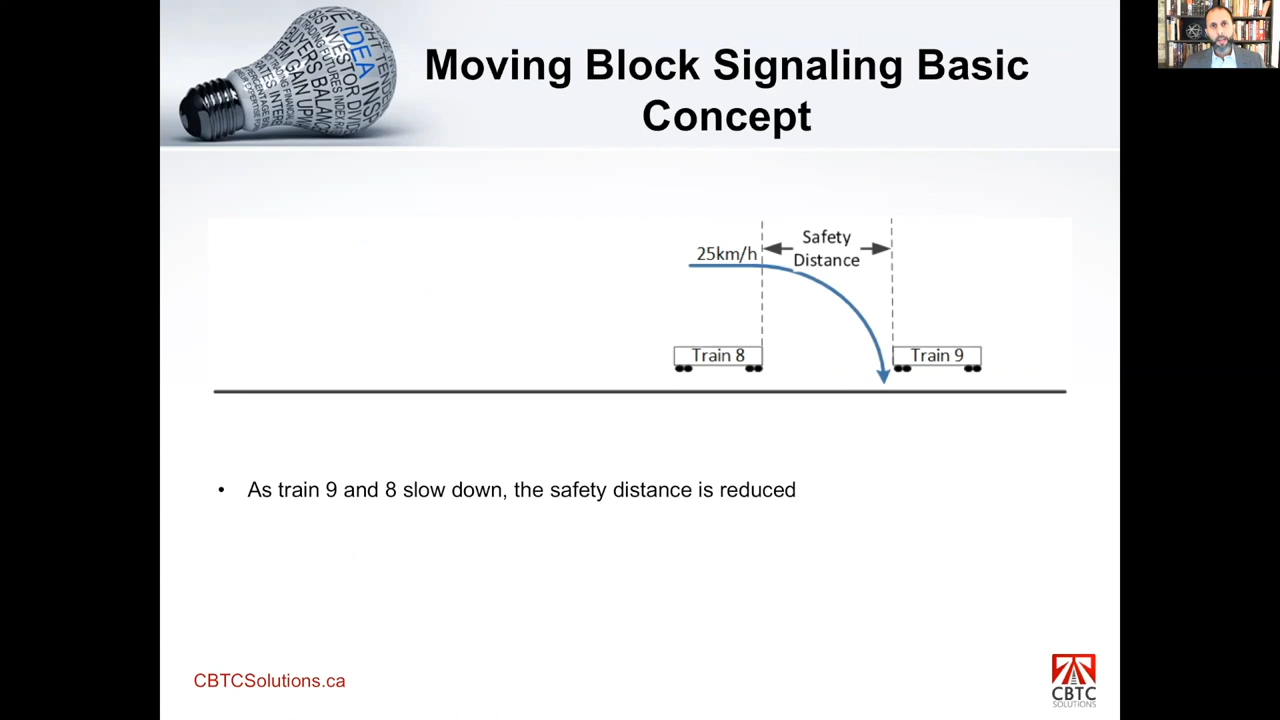 Moving Block Signaling Basic
Concept
IDEA
25km/h
Safety
Distance
Train 8
Train 9
• As train 9 and 8 slow down, the safety distance is reduced
CBTCSolutions.ca
CBTC
SOLUTIONS